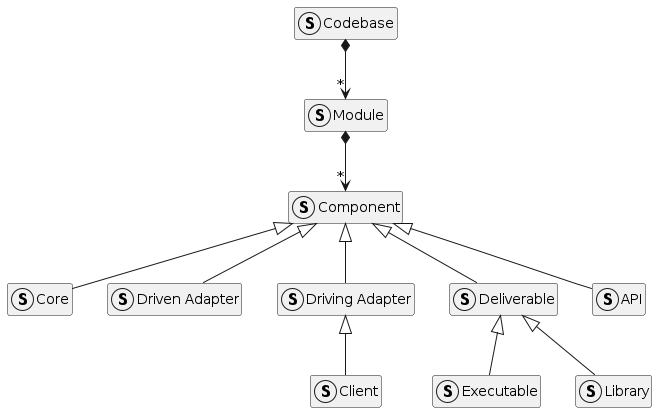 S Codebase
*
S Module
*
S Component
S Core
S Driven Adapter
S Driving Adapter
S Deliverable
S API
S Client
S Executable
S Library